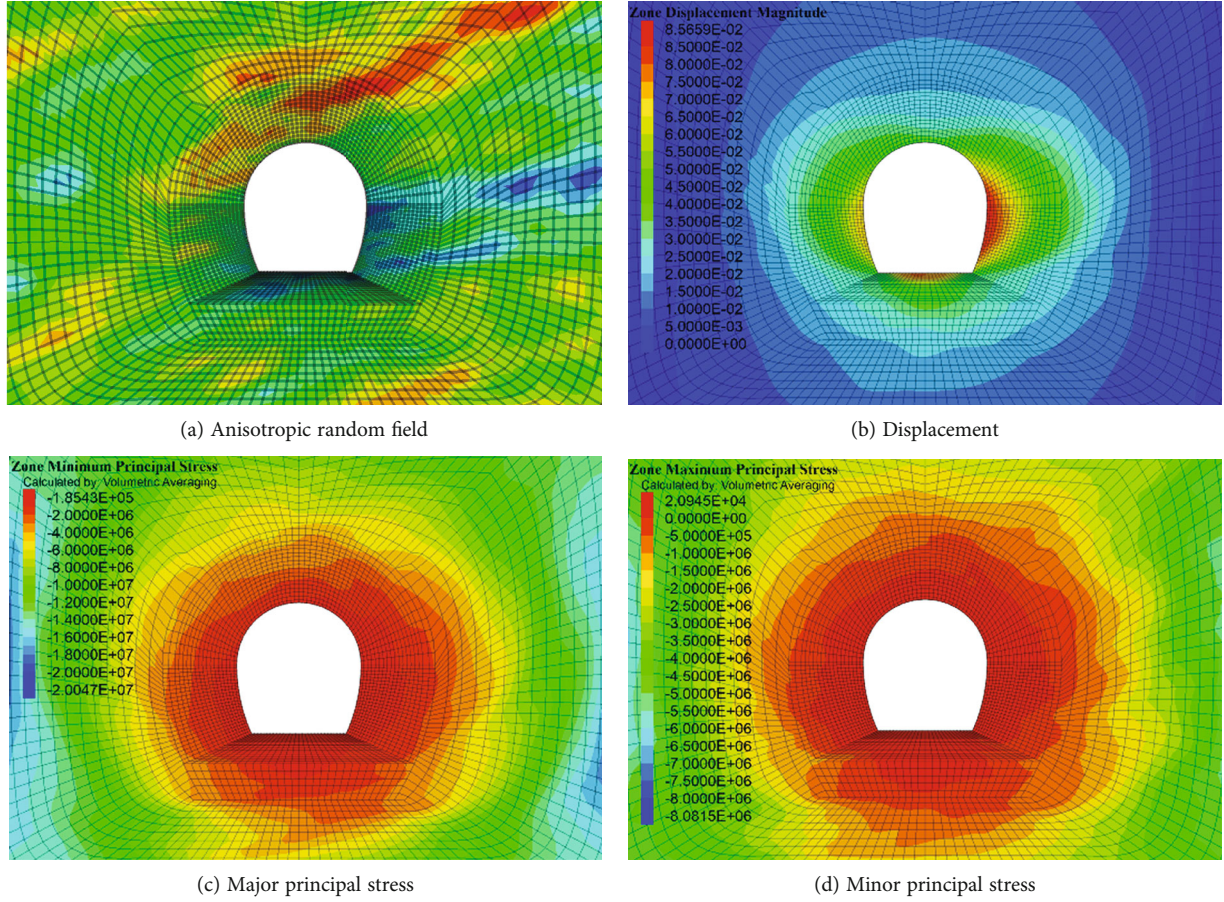 Zone Displacement Magnitude
8.5659E-02
8.5000E-02
8.0000E-02
7.5000E-02
7.0000E-02
6.5000E-02
6.0000E-02
5.5000E-02
5.0000E-02
4.5000E-02
4.0000E-02
3.5000E-02
3.0000E-02
2.5000E-02
2.0000E-02
1.5000E-02
1.0000E-02
5.0000E-03
0.0000E+00
(a) Anisotropic random field
(b) Displacement
Zone Minimum Principal Stress
Calculated by: Volumetric Averaging
-1.8543E+05
-2.0000E+06
-4.0000E+06
-6.0000E+06
-8.0000E+06
-1.0000E+07
-1.2000E+07
-1.4000E+07
-1.6000E+07
-1.8000E+07
-2.0000E+07
-2.0047E+07
Zone Maximum Principal Stress
Calculated by: Volumetric Averaging
2.0945E+04
0.0000E+00
-5.0000E+05
-1.0000E+06
-1.5000E+06
-2.0000E+06
-2.5000E+06
-3.0000E+06
-3.5000E+06
-4.0000E+06
-4.5000E+06
-5.0000E+06
-5.5000E+06
-6.0000E+06
-6.5000E+06
-7.0000E+06
-7.5000E+06
-8.0000E+06
-8.0815E+06
(c) Major principal stress
(d) Minor principal stress